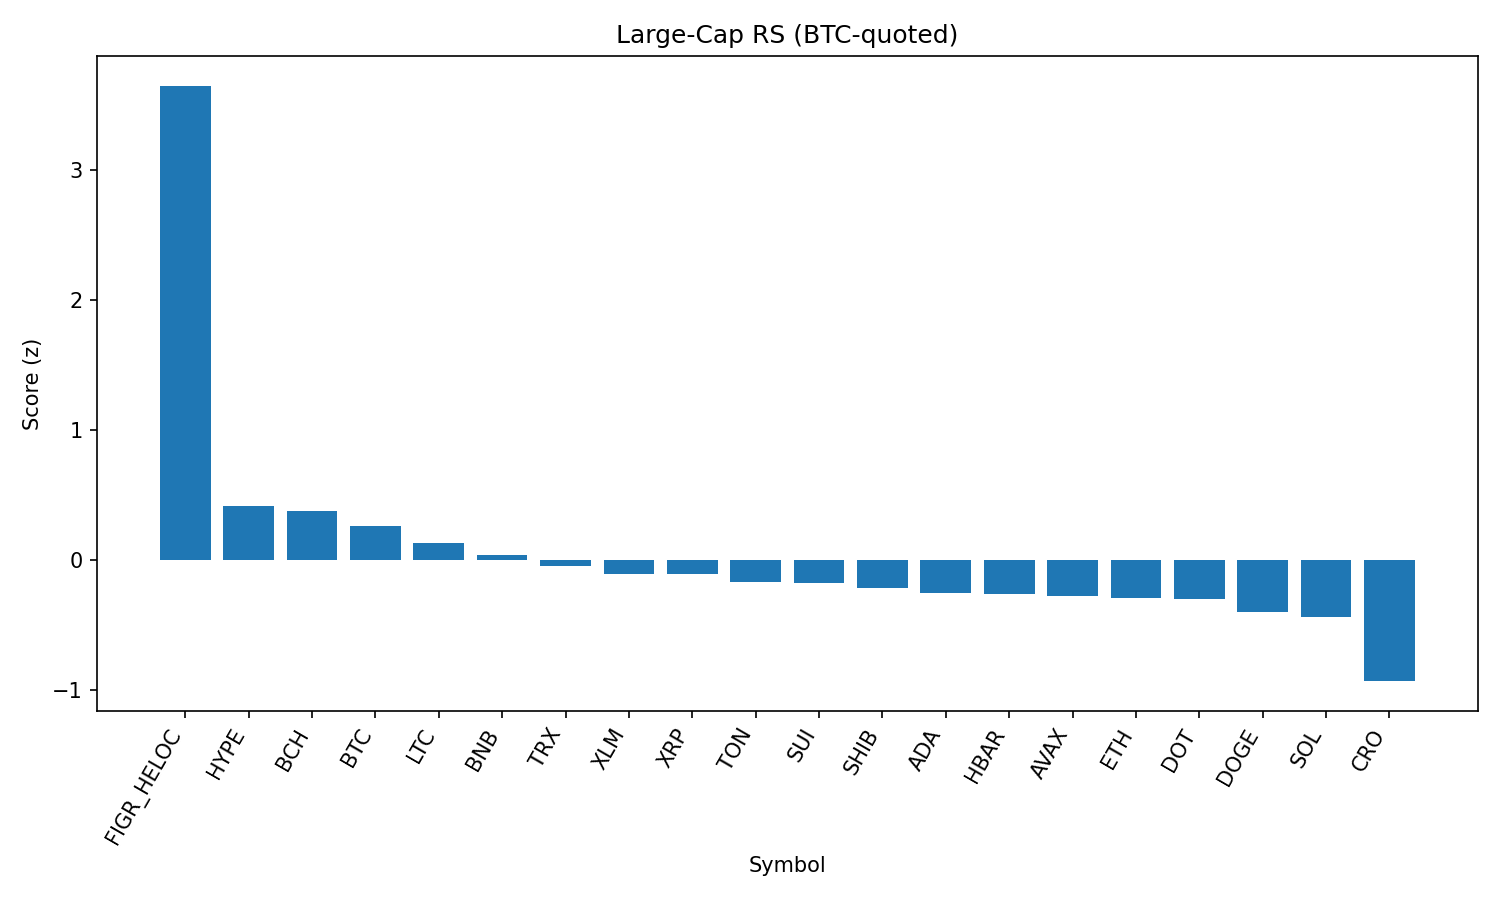 Large-Cap RS (BTC-quoted)
Score (z)
3
2
1
0
−1
FIGR_HELOC
HYPE
BCH
BTC
LTC
BNB
TRX
XLM
XRP
TON
SUI
SHIB
ADA
HBAR
AVAX
ETH
DOT
DOGE
SOL
CRO
Symbol